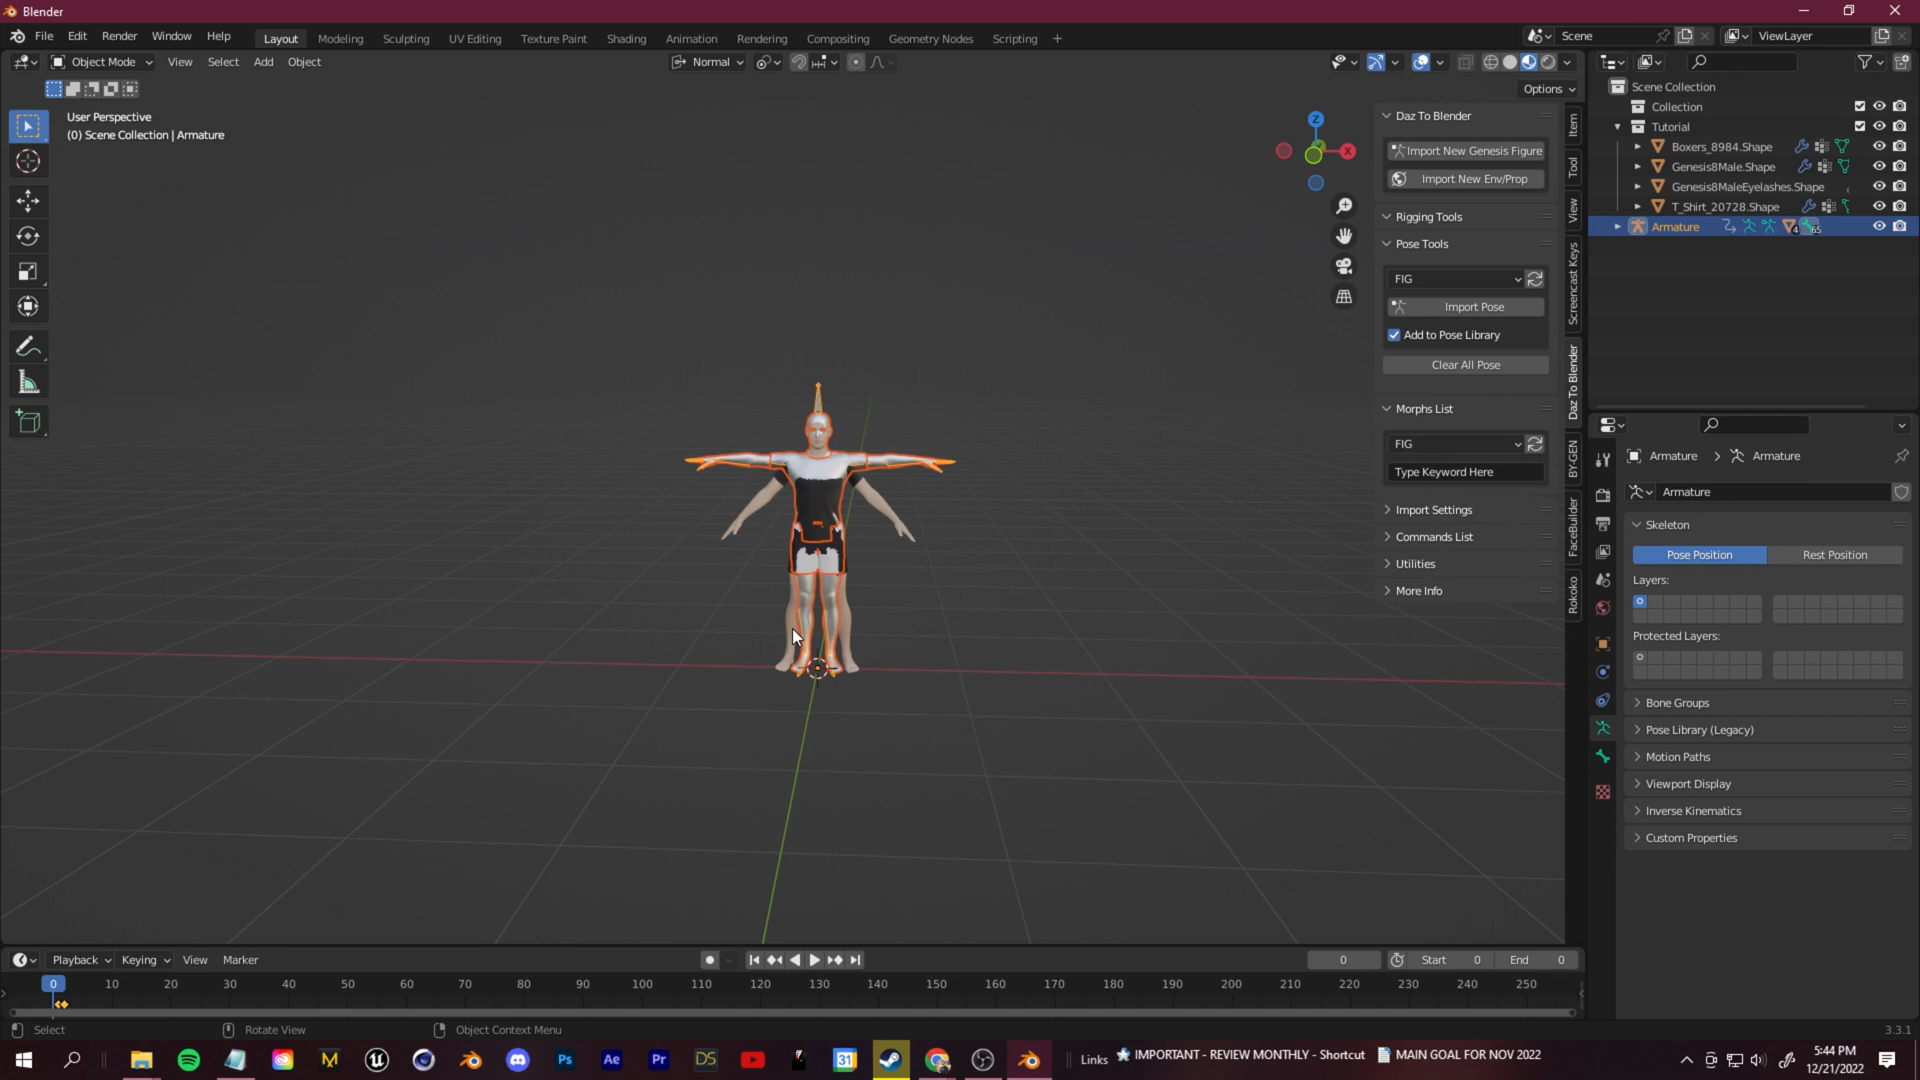 Blender
File Edit Render Window Help
Layout Modeling Sculpting UV Editing Texture Paint Shading Animation Rendering Compositing Geometry Nodes Scripting +
Scene
ViewLayer
Object Mode View Select Add Object
Normal
Options
User Perspective
(0) Scene Collection | Armature
Z
X
Daz To Blender
Import New Genesis Figure
Import New Env/Prop
Rigging Tools
Pose Tools
FIG
Import Pose
Add to Pose Library
Clear All Pose
Morphs List
FIG
Type Keyword Here
Import Settings
Commands List
Utilities
More Info
Item
Tool
View
Screencast Keys
Daz To Blender
BY-GEN
FaceBuilder
Rokoko
Scene Collection
Collection
Tutorial
Boxers_8984.Shape
Genesis8Male.Shape
Genesis8MaleEyelashes.Shape
T_Shirt_20728.Shape
Armature 4 65
Armature > Armature
Armature
Skeleton
Pose Position Rest Position
Layers:
Protected Layers:
Bone Groups
Pose Library (Legacy)
Motion Paths
Viewport Display
Inverse Kinematics
Custom Properties
Playback Keying View Marker
0 Start 0 End 0
0 10 20 30 40 50 60 70 80 90 100 110 120 130 140 150 160 170 180 190 200 210 220 230 240 250
Select Rotate View Object Context Menu
3.3.1
Ps Ae Pr DS 31
Links IMPORTANT - REVIEW MONTHLY - Shortcut MAIN GOAL FOR NOV 2022
5:44 PM
12/21/2022